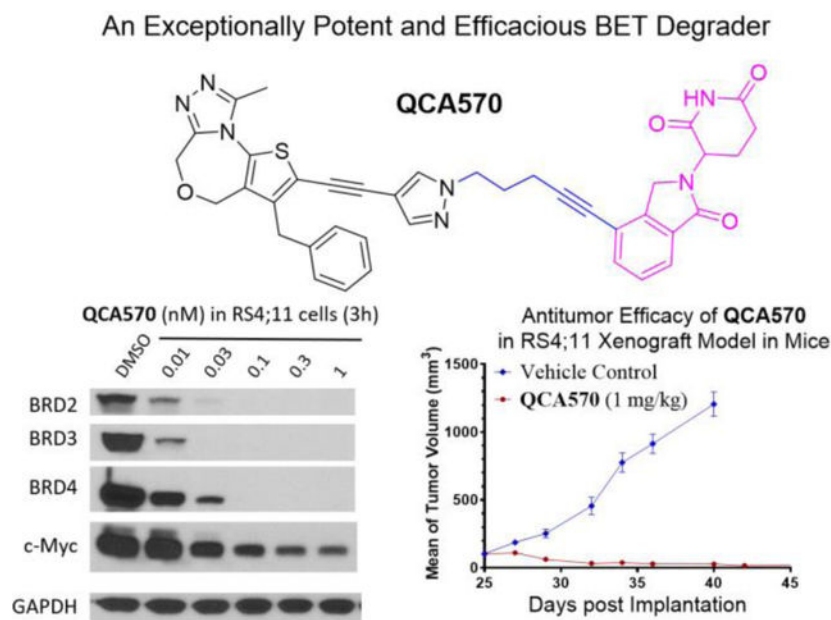 An Exceptionally Potent and Efficacious BET Degrader
QCA570
N
N
N
S
O
N
N
N
NH
O
O
O
QCA570 (nM) in RS4;11 cells (3h)
DMSO 0.01 0.03 0.1 0.3 1
BRD2
BRD3
BRD4
c-Myc
GAPDH
Antitumor Efficacy of QCA570
in RS4;11 Xenograft Model in Mice
Vehicle Control
QCA570 (1 mg/kg)
Mean of Tumor Volume (mm3)
1500
1000
500
0
25 30 35 40 45
Days post Implantation